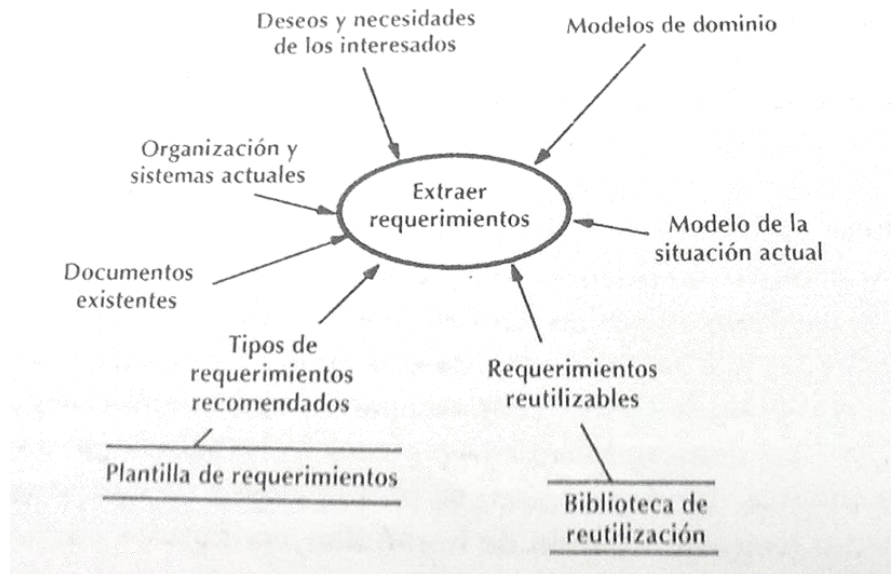 Deseos y necesidades
de los interesados
Modelos de dominio
Organización y
sistemas actuales
Extraer
requerimientos
Modelo de la
situación actual
Documentos
existentes
Tipos de
requerimientos
recomendados
Requerimientos
reutilizables
Plantilla de requerimientos
Biblioteca de
reutilización